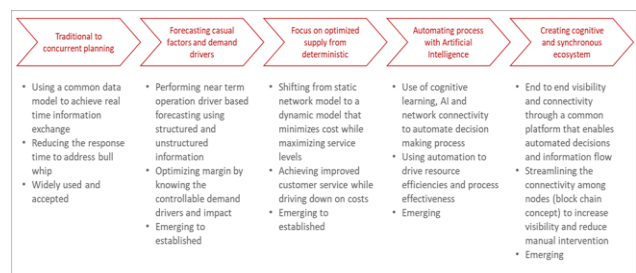 Traditional to
concurrent planning
Forecasting casual
factors and demand
drivers
Focus on optimized
supply from
deterministic
Automating process
with Artificial
Intelligence
Creating cognitive
and synchronous
ecosystem
• Using a common data
model to achieve real
time information
exchange
• Reducing the response
time to address bull
whip
• Widely used and
accepted
• Performing near term
operation driver based
forecasting using
structured and
unstructured
information
• Optimizing margin by
knowing the
controllable demand
drivers and impact
• Emerging to
established
• Shifting from static
network model to a
dynamic model that
minimizes cost while
maximizing service
levels
• Achieving improved
customer service while
driving down on costs
• Emerging to
established
• Use of cognitive
learning, AI and
network connectivity
to automate decision
making process
• Using automation to
drive resource
efficiencies and process
effectiveness
• Emerging
• End to end visibility
and connectivity
through a common
platform that enables
automated decisions
and information flow
• Streamlining the
connectivity among
nodes (block chain
concept) to increase
visibility and reduce
manual intervention
• Emerging